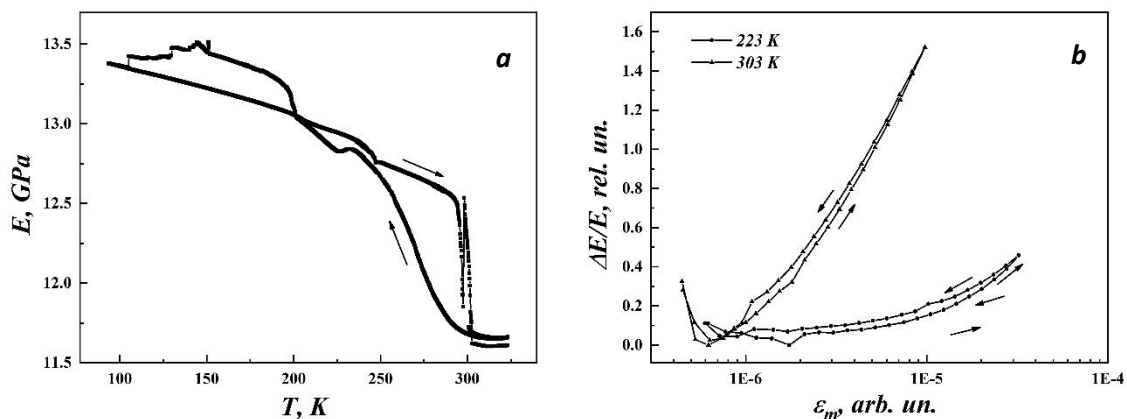 a
E, GPa
13.5
13.0
12.5
12.0
11.5
100 150 200 250 300
T, K
b
223 K
303 K
ΔE/E, rel. un.
1.6
1.4
1.2
1.0
0.8
0.6
0.4
0.2
0.0
1E-6 1E-5 1E-4
εm, arb. un.